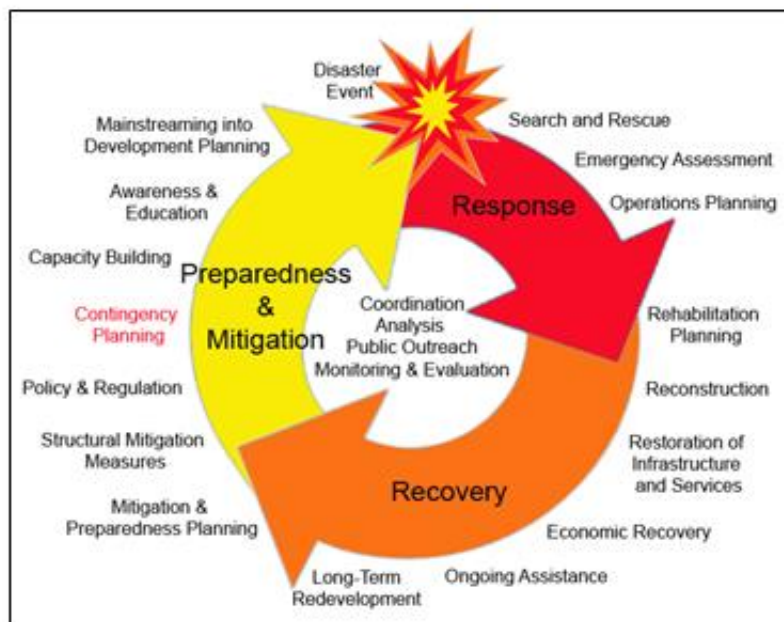 Disaster
Event
Search and Rescue
Emergency Assessment
Operations Planning
Response
Rehabilitation
Planning
Reconstruction
Restoration of
Infrastructure
and Services
Economic Recovery
Ongoing Assistance
Recovery
Long-Term
Redevelopment
Mitigation &
Preparedness Planning
Structural Mitigation
Measures
Policy & Regulation
Contingency
Planning
Capacity Building
Awareness &
Education
Mainstreaming into
Development Planning
Preparedness
&
Mitigation
Coordination
Analysis
Public Outreach
Monitoring & Evaluation